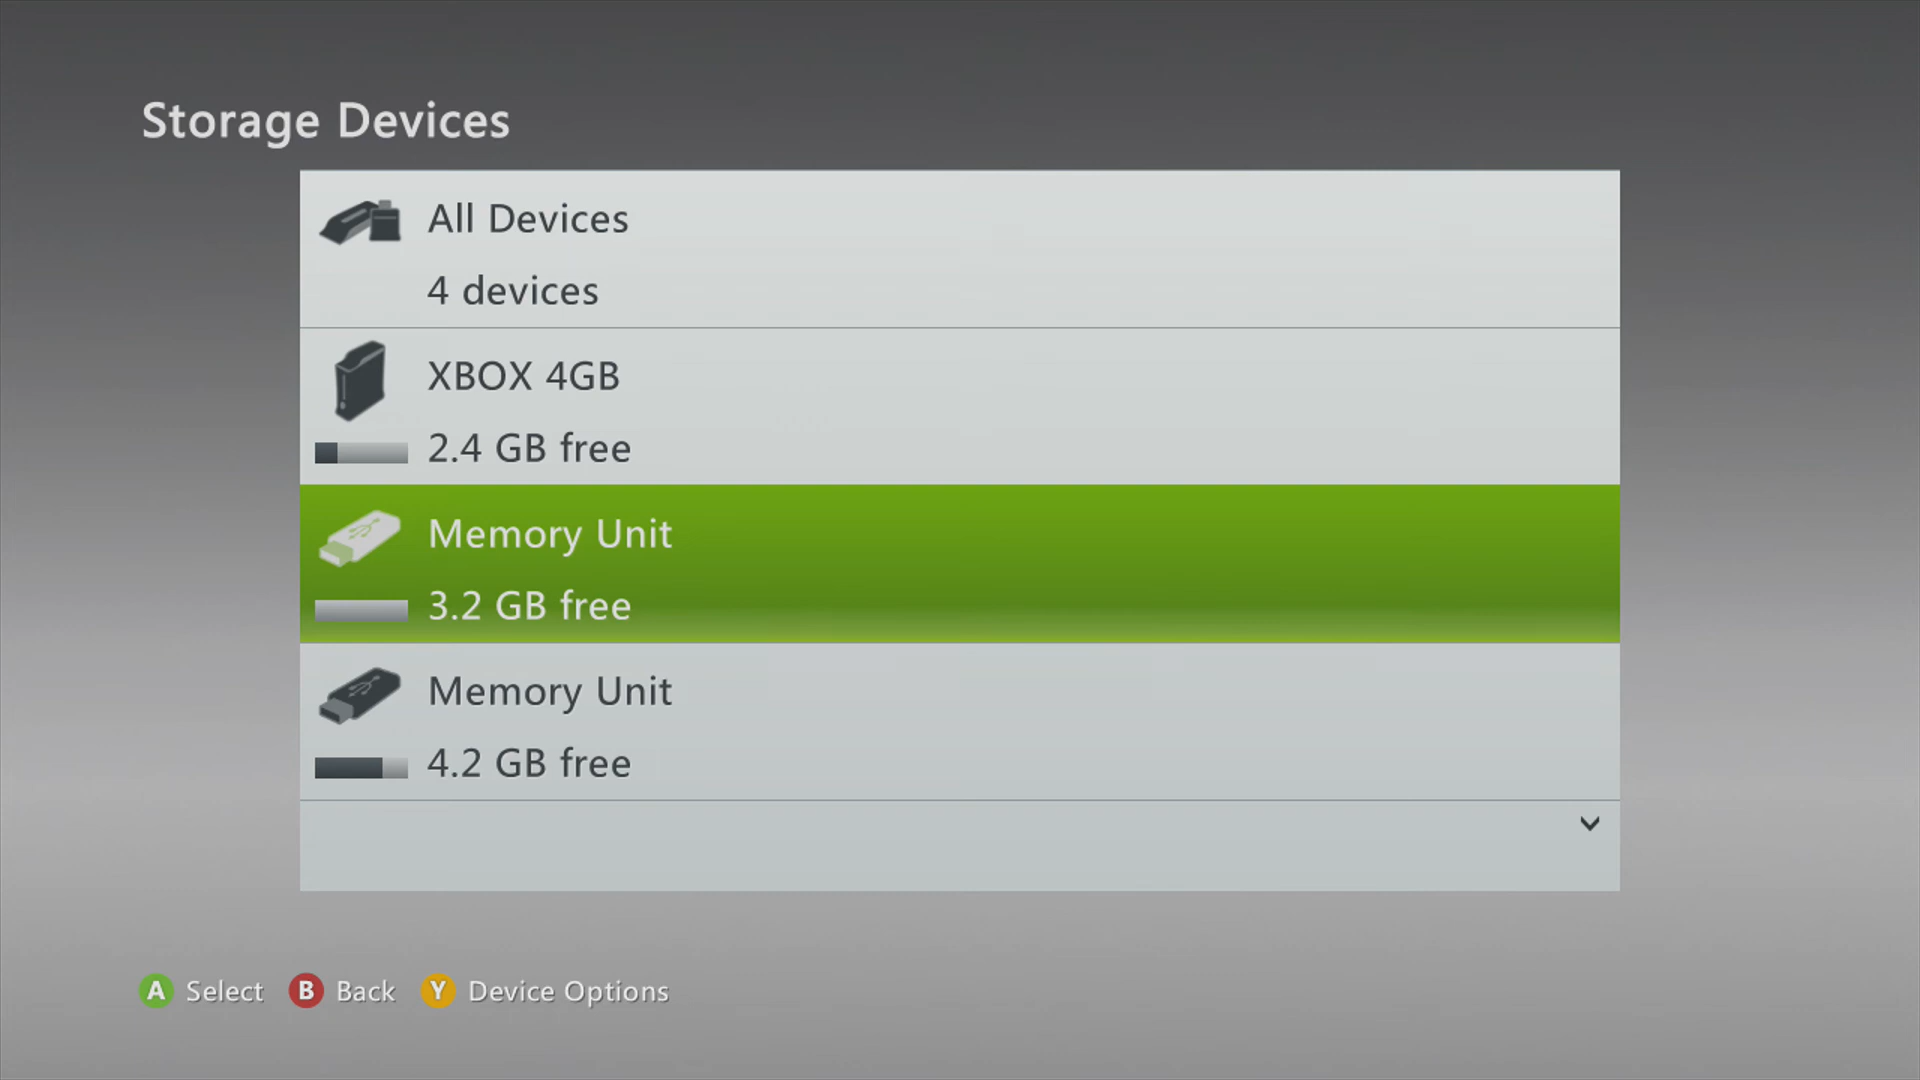 Storage Devices
All Devices
4 devices
XBOX 4GB
2.4 GB free
Memory Unit
3.2 GB free
Memory Unit
4.2 GB free
A Select B Back Y Device Options